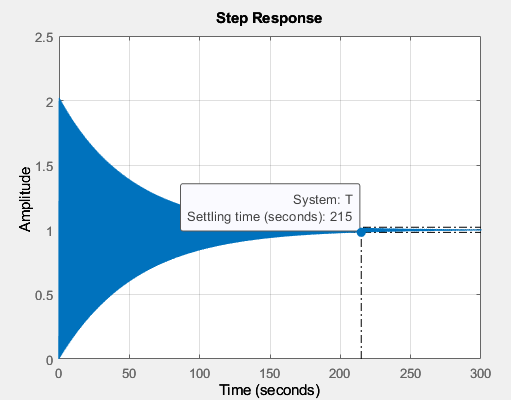 Step Response
2.5
2
1.5
1
0.5
0
Amplitude
System: T
Settling time (seconds): 215
0 50 100 150 200 250 300
Time (seconds)